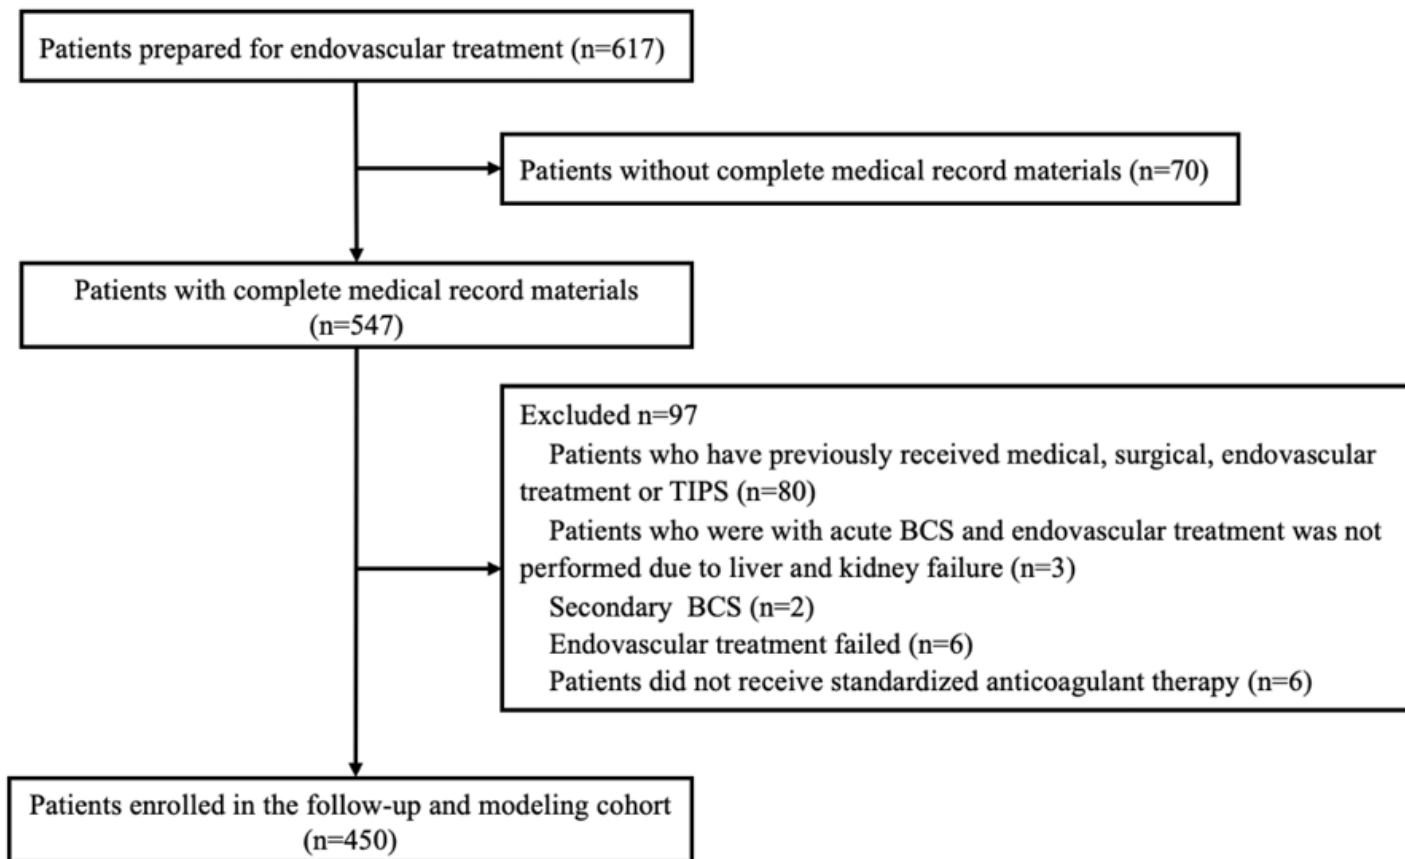 Patients prepared for endovascular treatment (n=617)
Patients without complete medical record materials (n=70)
Patients with complete medical record materials
(n=547)
Excluded n=97
Patients who have previously received medical, surgical, endovascular
treatment or TIPS (n=80)
Patients who were with acute BCS and endovascular treatment was not
performed due to liver and kidney failure (n=3)
Secondary BCS (n=2)
Endovascular treatment failed (n=6)
Patients did not receive standardized anticoagulant therapy (n=6)
Patients enrolled in the follow-up and modeling cohort
(n=450)